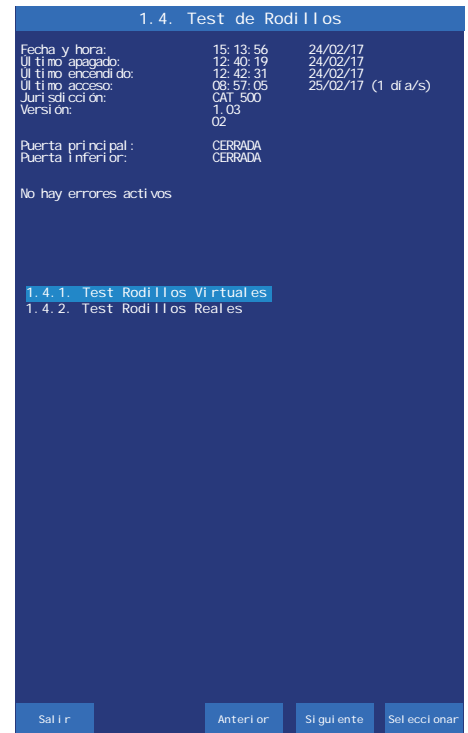 1.4. Test de Rodillos
Fecha y hora: 15:13:56 24/02/17
Último apagado: 12:40:19 24/02/17
Último encendido: 12:42:31 24/02/17
Último acceso: 08:57:05 25/02/17 (1 día/s)
Jurisdicción: CAT 500
Versión: 1.03
02
Puerta principal: CERRADA
Puerta inferior: CERRADA
No hay errores activos
1.4.1. Test Rodillos Virtuales
1.4.2. Test Rodillos Reales
Salir Anterior Siguiente Seleccionar